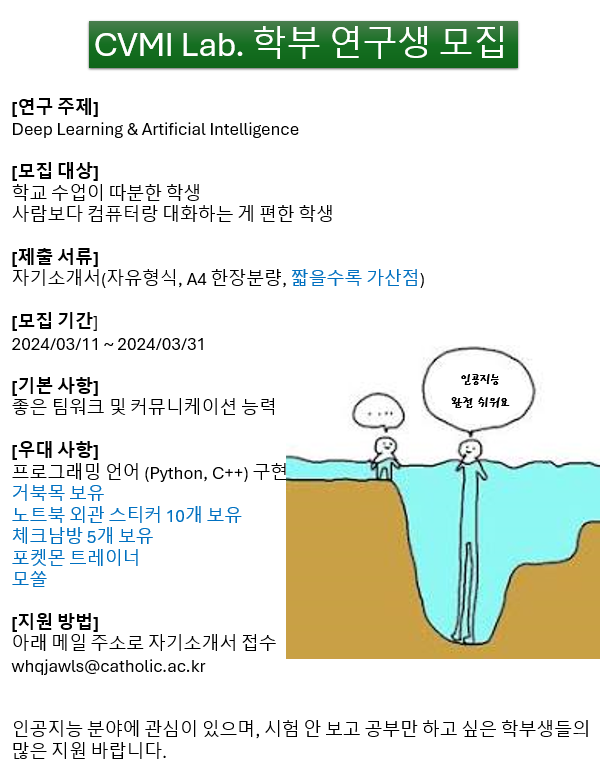 CVMI Lab. 학부 연구생 모집
[연구 주제]
Deep Learning & Artificial Intelligence
[모집 대상]
학교 수업이 따분한 학생
사람보다 컴퓨터랑 대화하는 게 편한 학생
[제출 서류]
자기소개서(자유형식, A4 한장분량, 짧을수록 가산점)
[모집 기간]
2024/03/11 ~ 2024/03/31
[기본 사항]
좋은 팀워크 및 커뮤니케이션 능력
[우대 사항]
프로그래밍 언어 (Python, C++) 구현
거북목 보유
노트북 외관 스티커 10개 보유
체크남방 5개 보유
포켓몬 트레이너
모쏠
[지원 방법]
아래 메일 주소로 자기소개서 접수
whqjawls@catholic.ac.kr
....
인공지능
완전 쉬워요
인공지능 분야에 관심이 있으며, 시험 안 보고 공부만 하고 싶은 학부생들의
많은 지원 바랍니다.